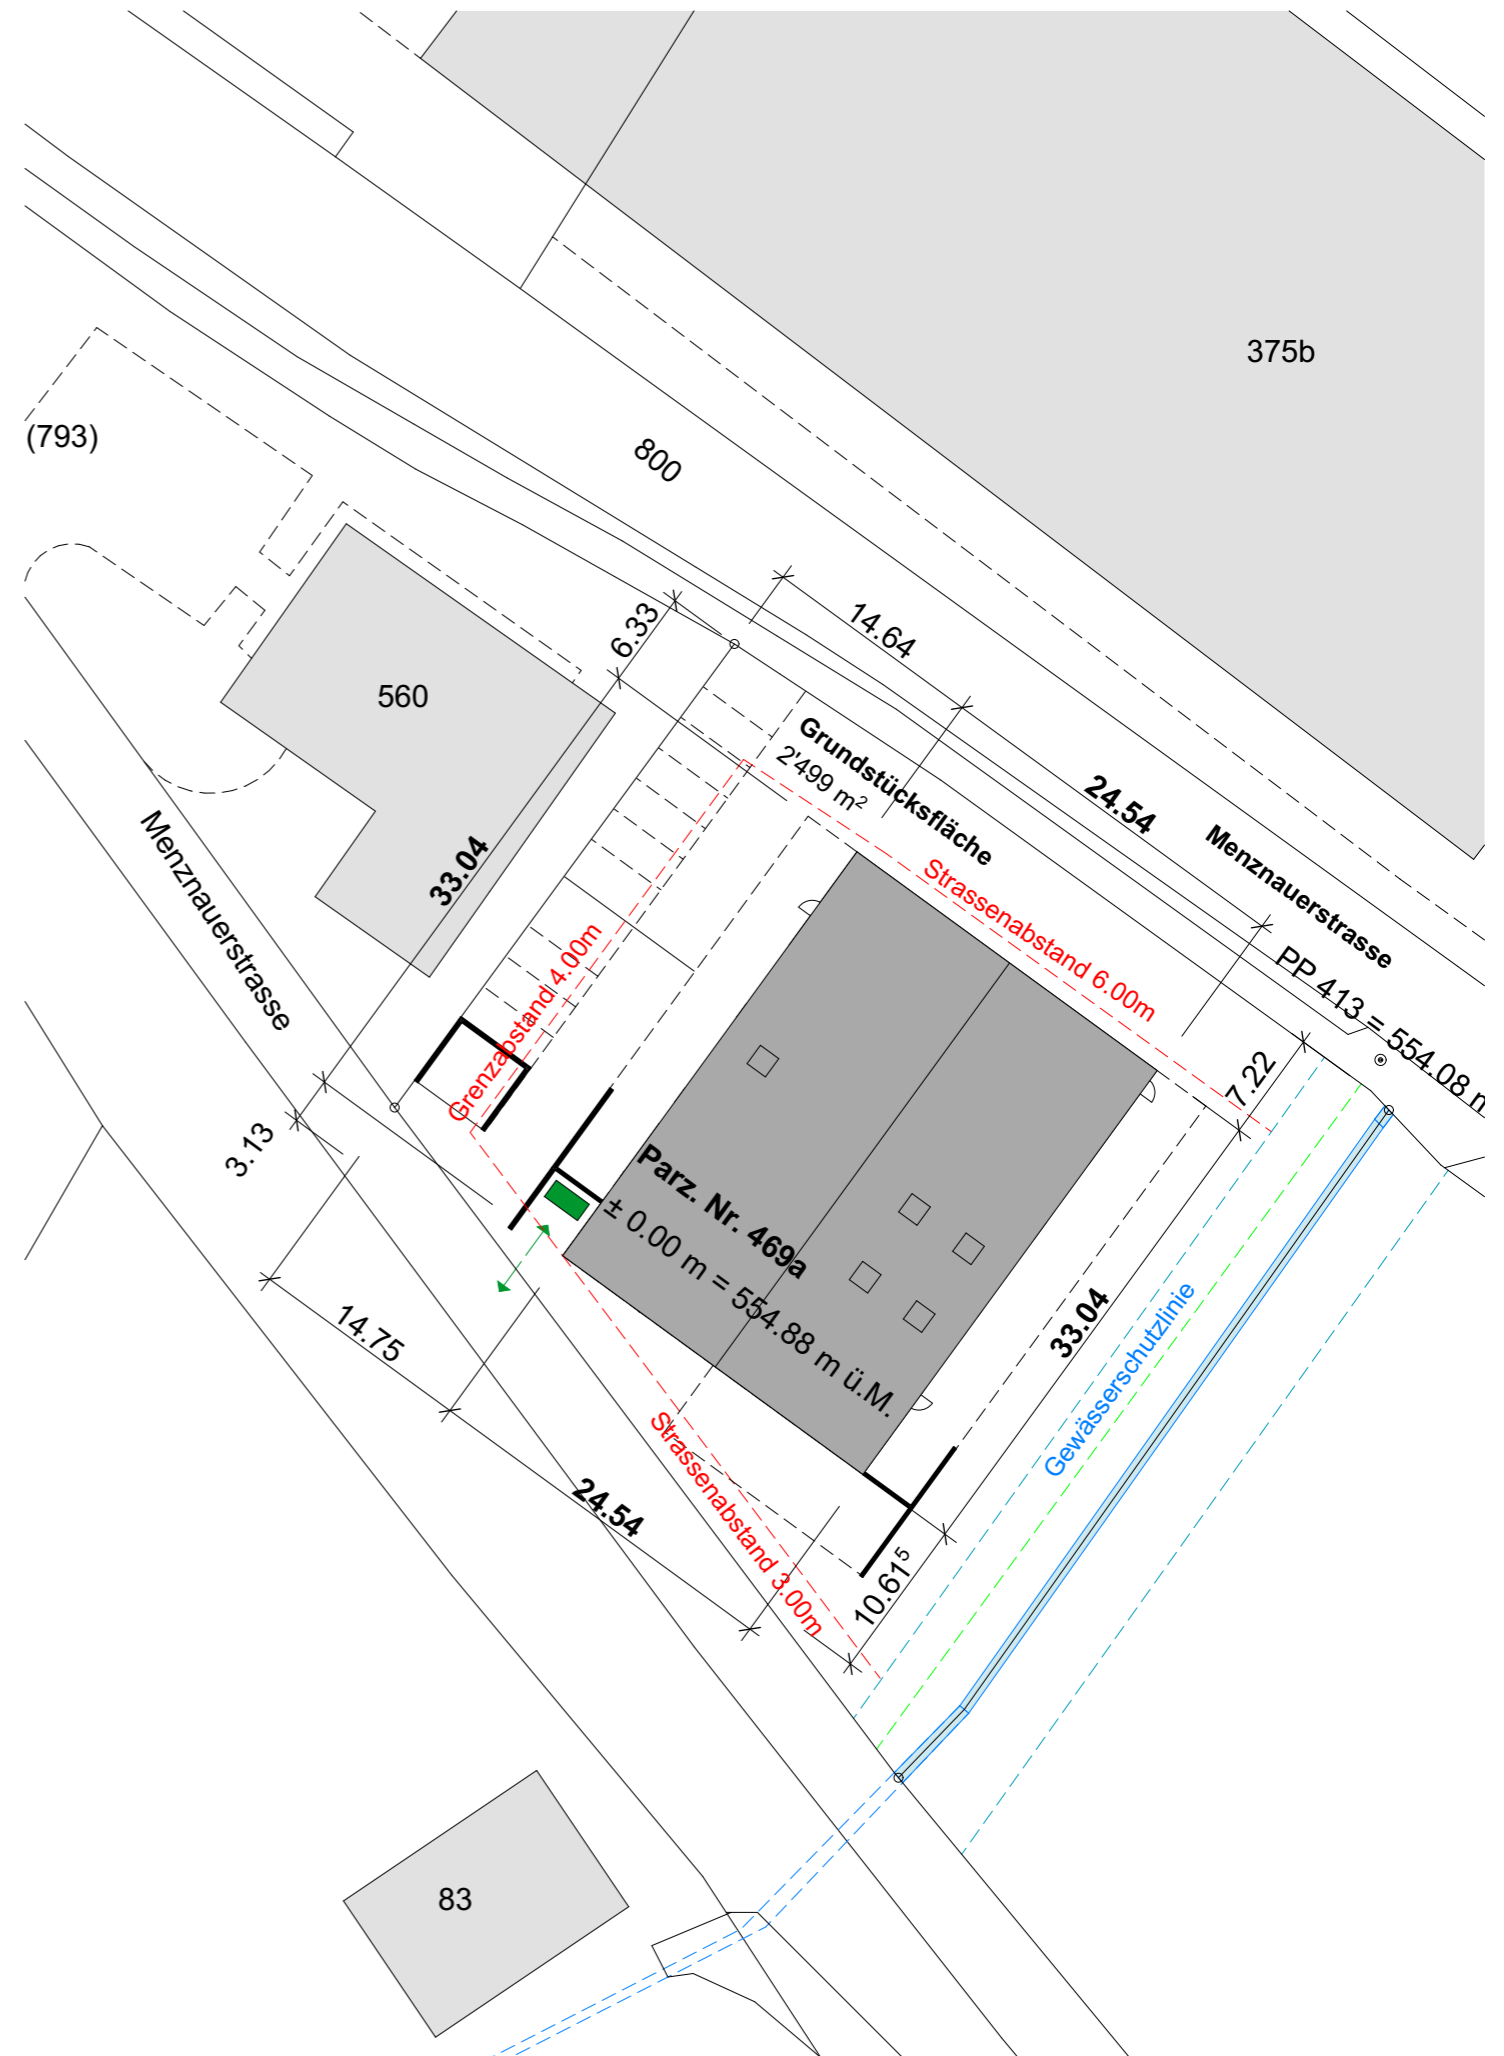 375b
(793)
800
6.33
14.64
560
Grundstücksfläche
2'499 m²
24.54
Menznauerstrasse
Menznauerstrasse
33.04
Strassenabstand 6.00m
PP 413 = 554.08 m
Grenzabstand 4.00m
7.22
3.13
Parz. Nr. 469a
± 0.00 m = 554.88 m ü.M.
14.75
33.04
Gewässerschutzlinie
Strassenabstand 3.00m
24.54
10.61⁵
83